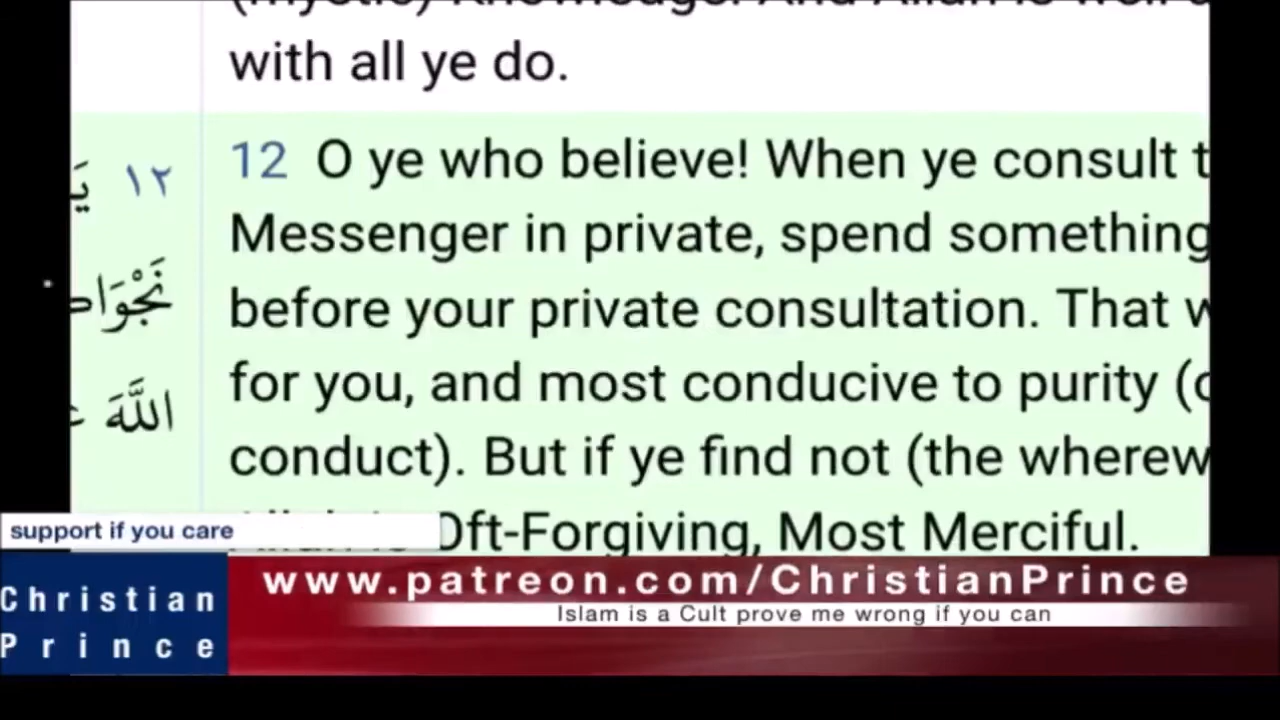 with all ye do.
12 O ye who believe! When ye consult
Messenger in private, spend something
before your private consultation. That
for you, and most conducive to purity
conduct). But if ye find not (the
Oft-Forgiving, Most Merciful.
١٢
اللَّهَ
support if you care
Christian
Prince
www.patreon.com/ChristianPrince
Islam is a Cult prove me wrong if you can